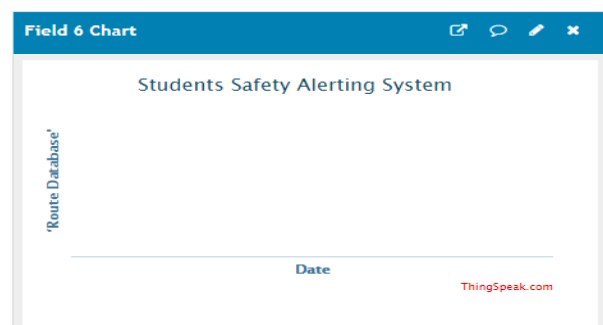 Field 6 Chart
Students Safety Alerting System
'Route Database'
Date
ThingSpeak.com